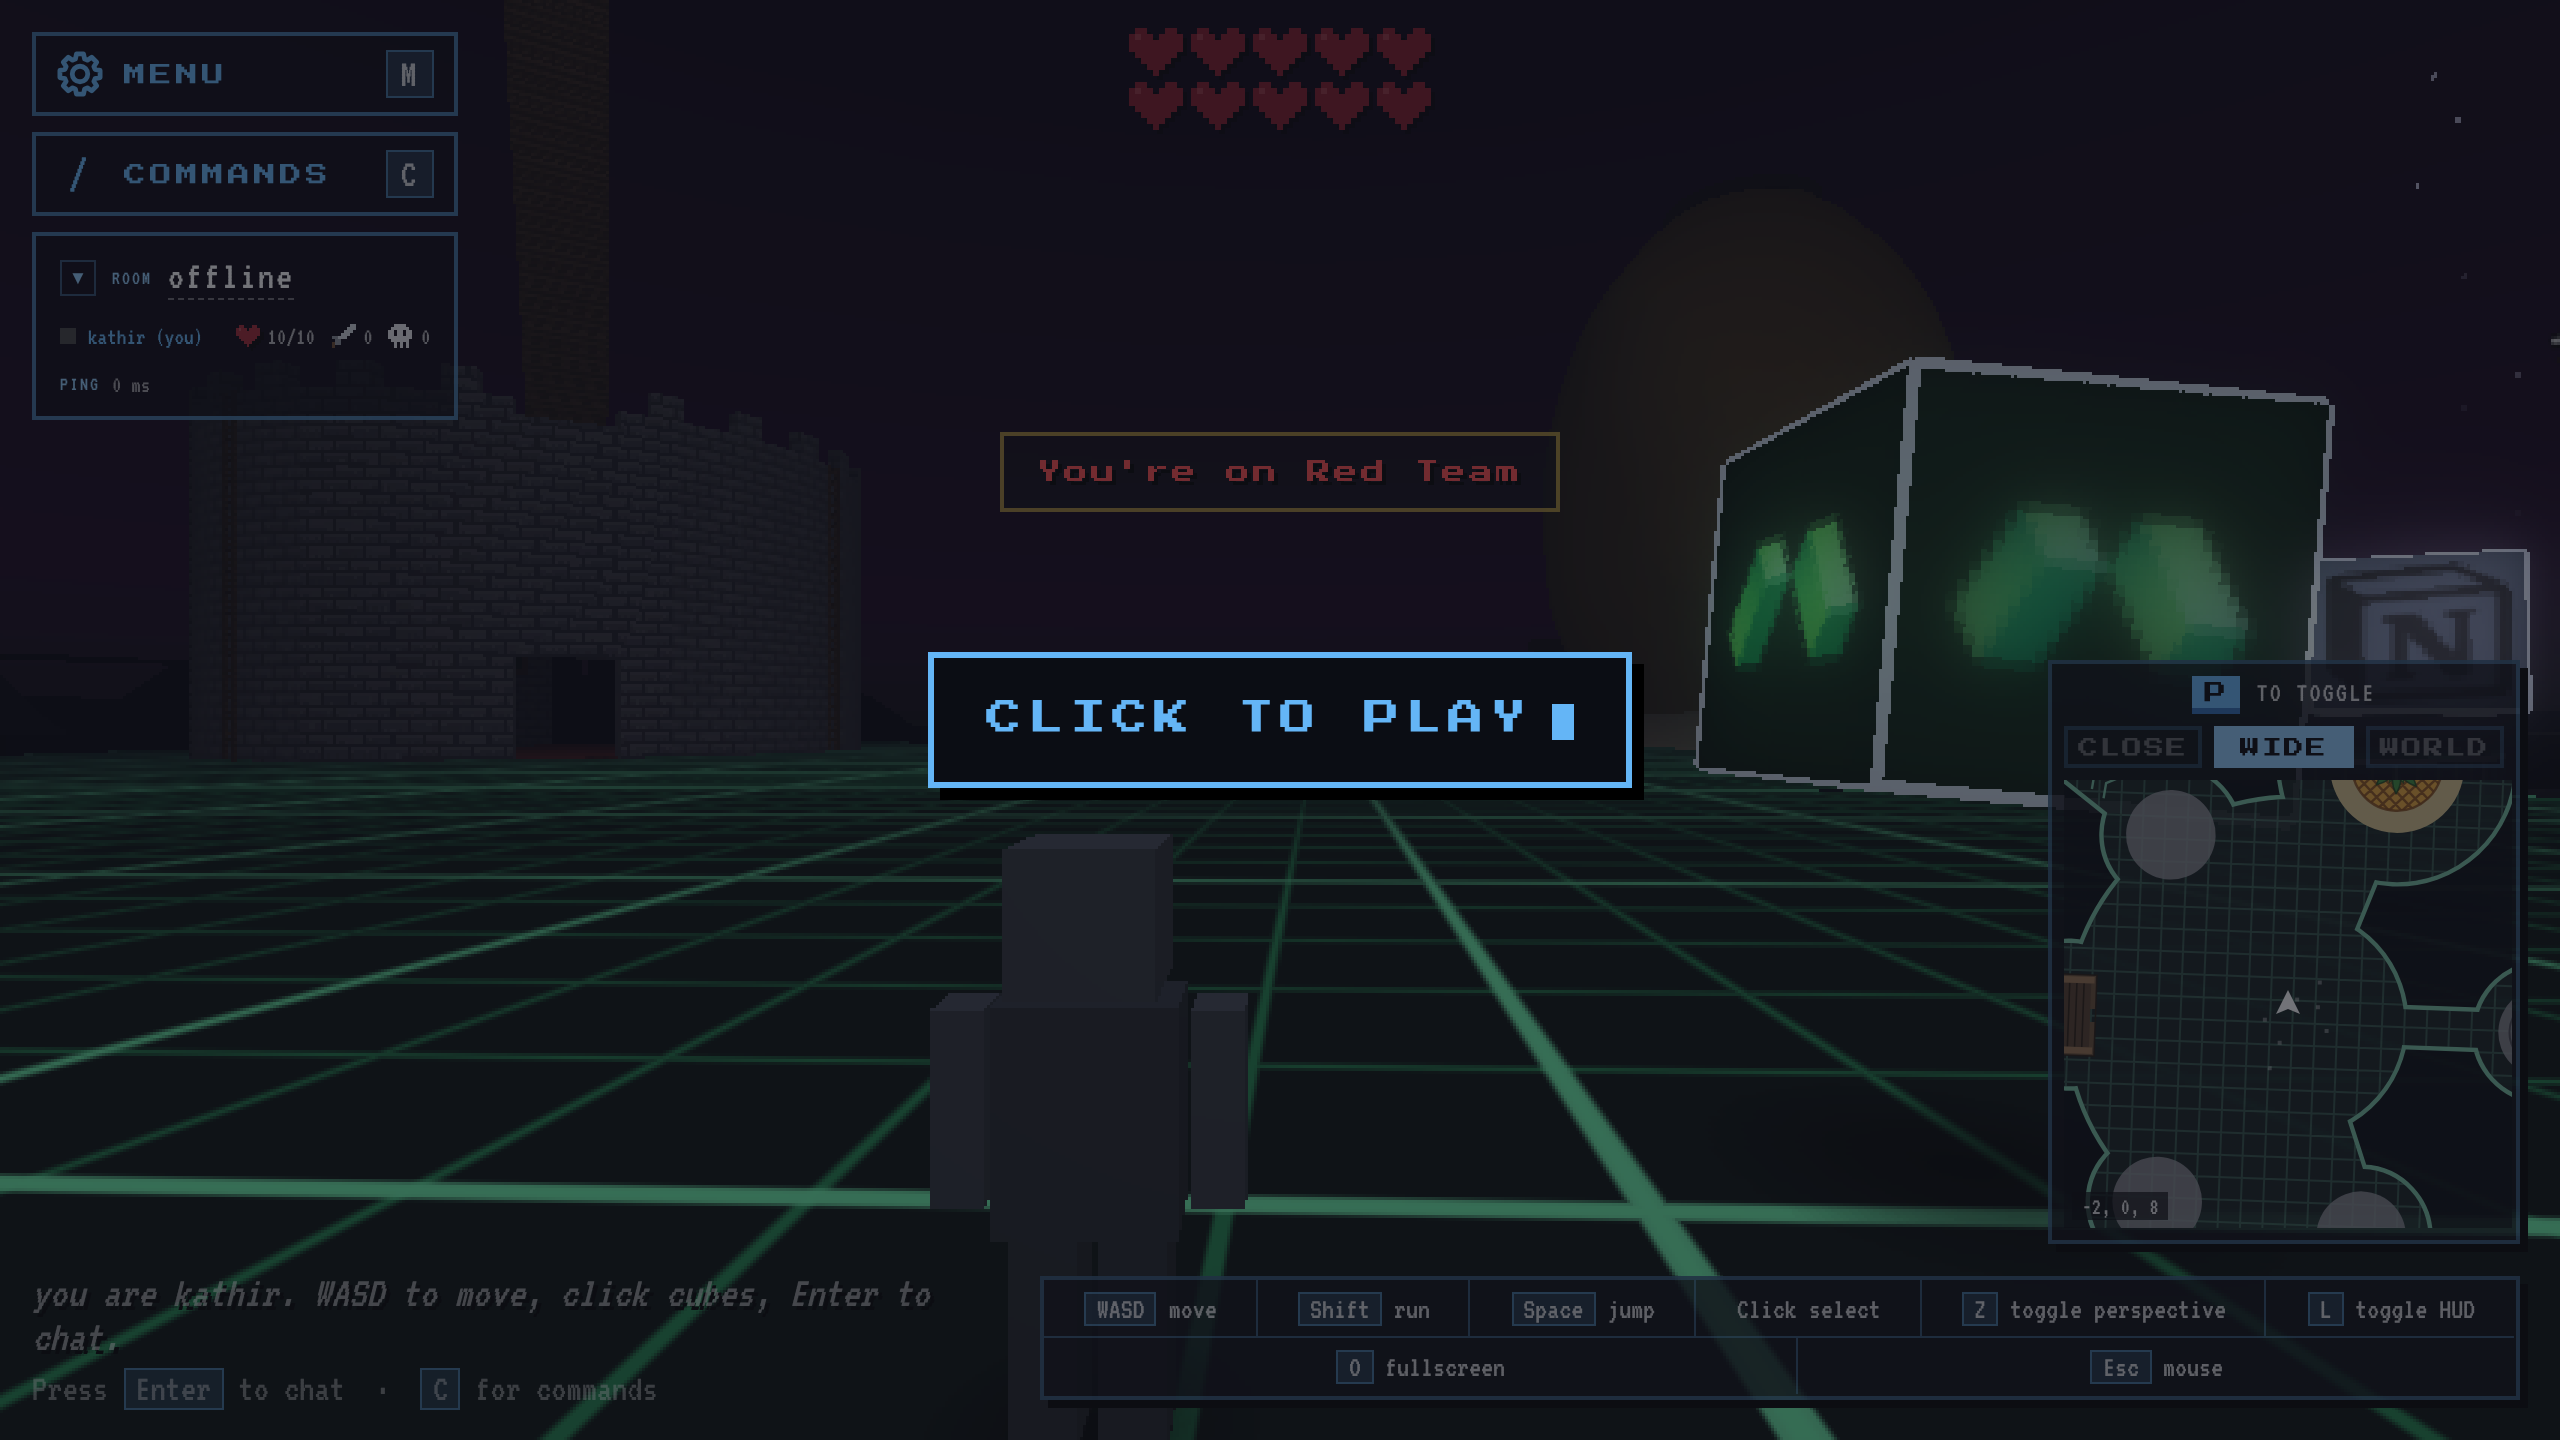 MENU M
/ COMMANDS C
▼ ROOM offline
kathir (you) 10/10 0 0
PING 0 ms
You're on Red Team
N
CLICK TO PLAY
P TO TOGGLE
CLOSE WIDE WORLD
-2, 0, 8
you are kathir. WASD to move, click cubes, Enter to
chat.
Press Enter to chat · C for commands
WASD move Shift run Space jump Click select Z toggle perspective L toggle HUD
O fullscreen Esc mouse